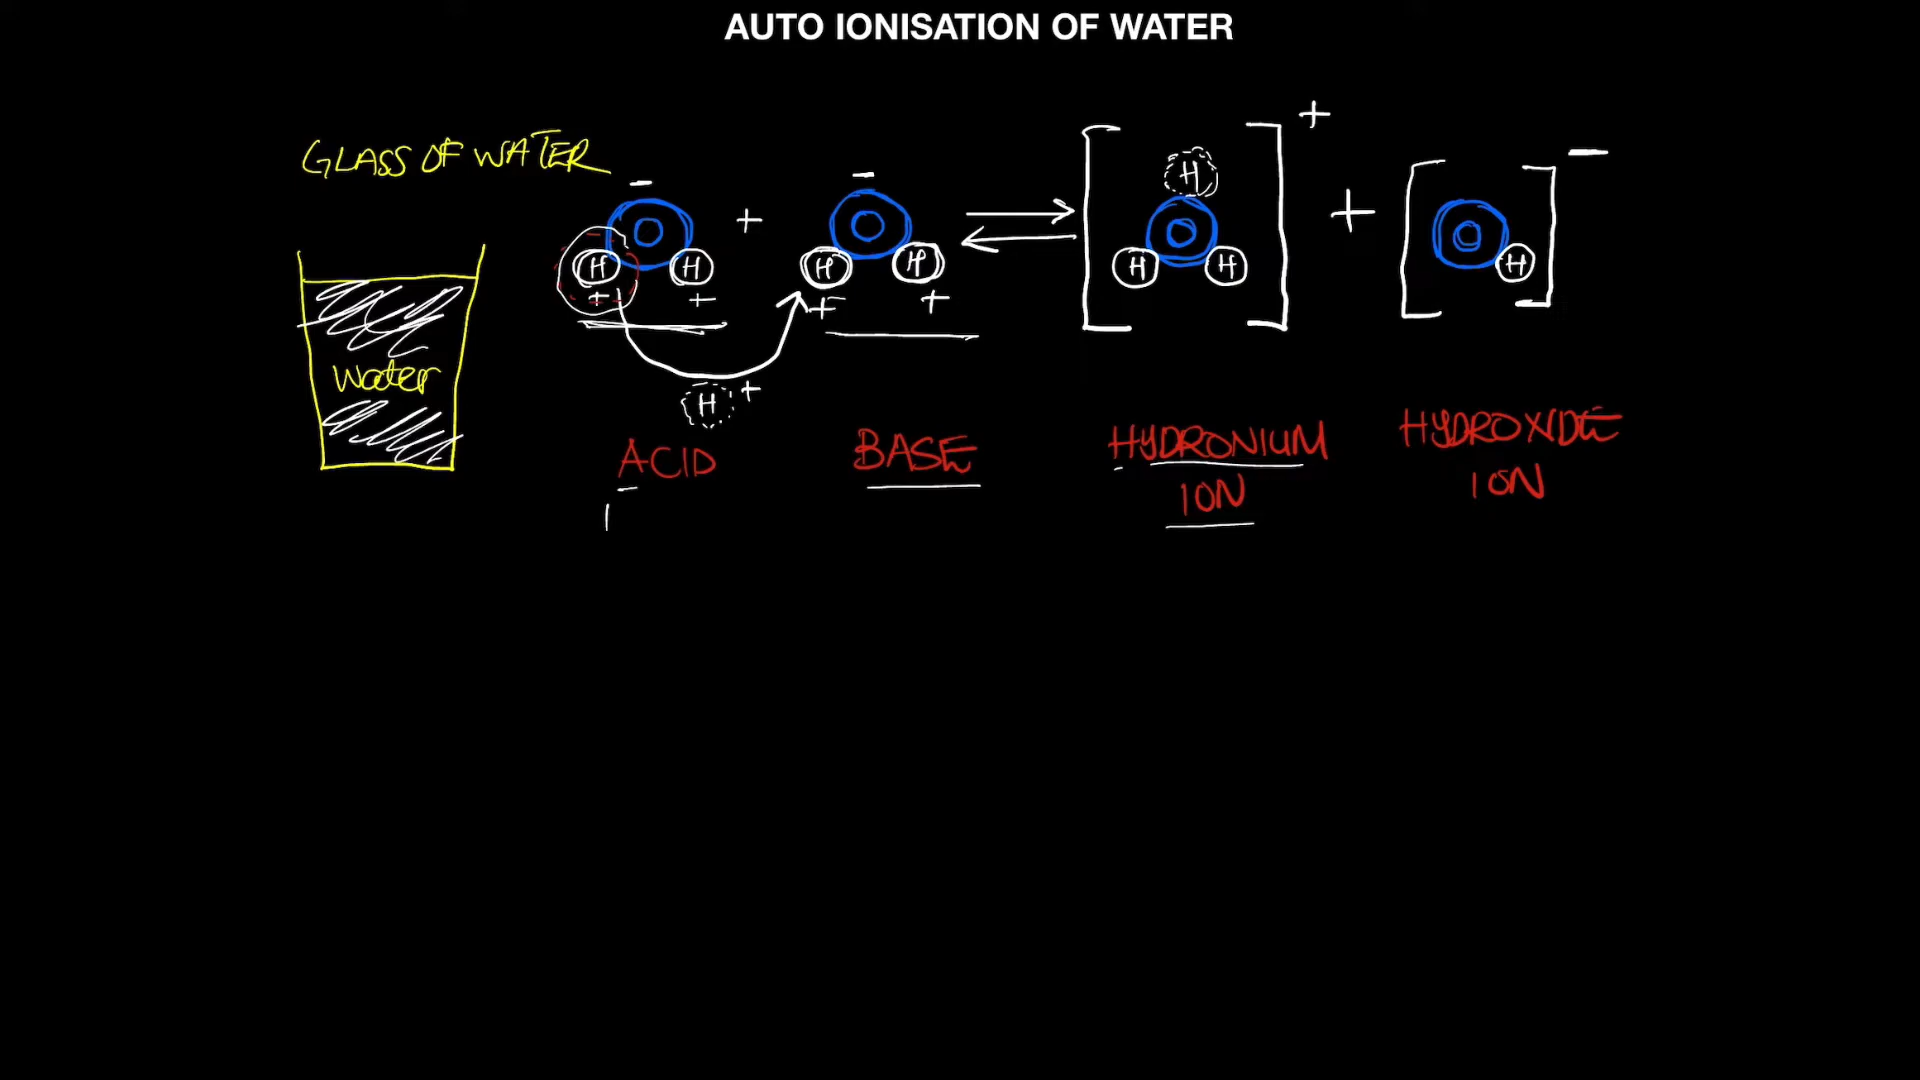 AUTO IONISATION OF WATER
GLASS OF WATER
water
- + - ⇌ + + -
O O H O O
H H H H H H H
+ + + +
H +
ACID BASE HYDRONIUM ION HYDROXIDE ION